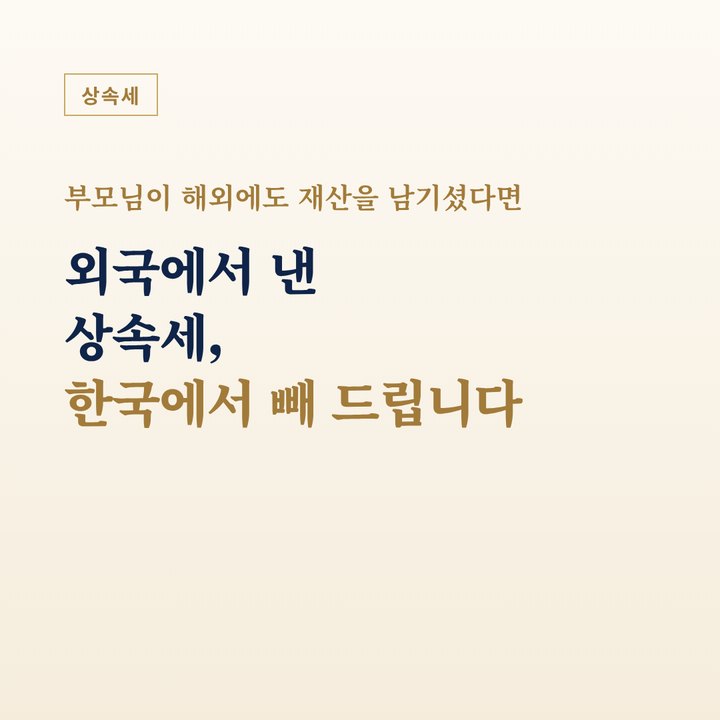 상속세
부모님이 해외에도 재산을 남기셨다면
외국에서 낸
상속세,
한국에서 빼 드립니다